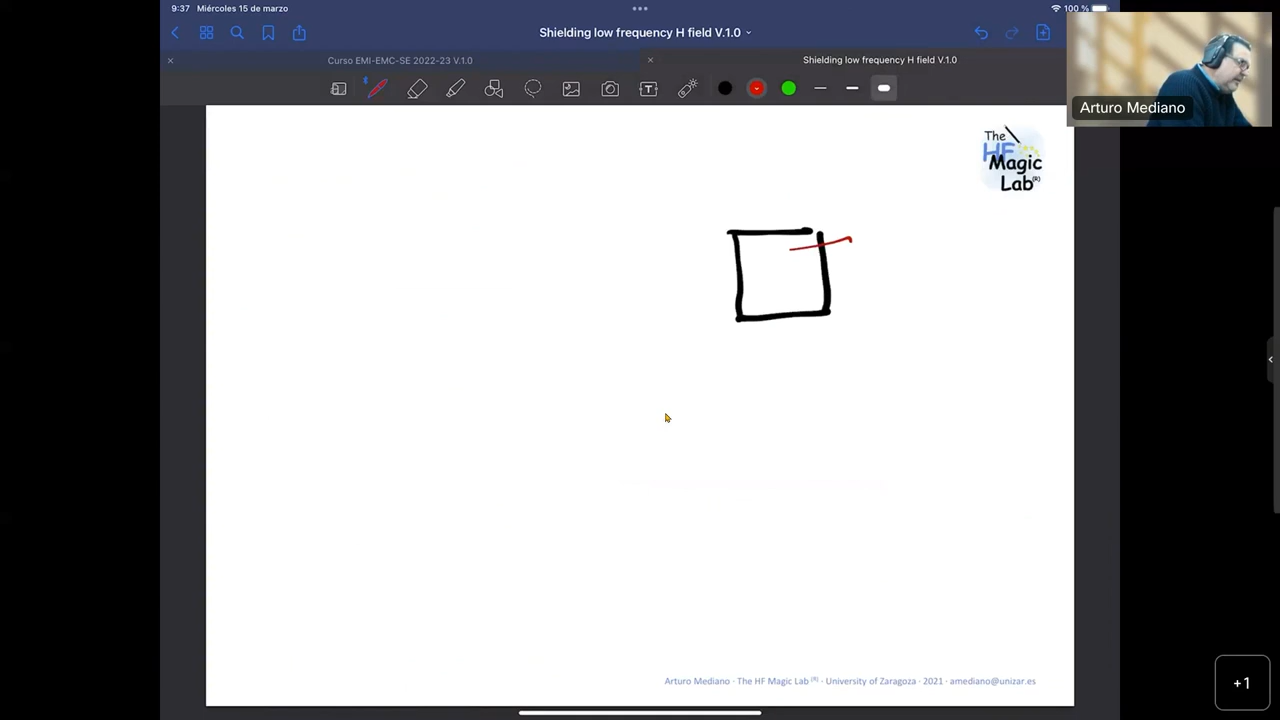 9:37 Miércoles 15 de marzo
100 %
Shielding low frequency H field V.1.0
Curso EMI-EMC-SE 2022-23 V.1.0
Shielding low frequency H field V.1.0
Arturo Mediano
The
HF
Magic
Lab(R)
Arturo Mediano · The HF Magic Lab (R) · University of Zaragoza · 2021 · amediano@unizar.es
+1